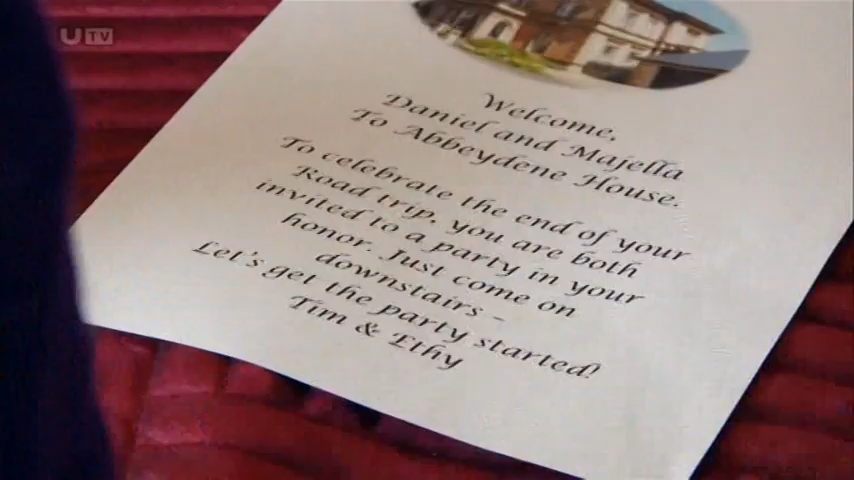 UTV
Welcome,
Daniel and Majella
To Abbeydene House.
To celebrate the end of your
Road trip, you are both
invited to a party in your
honor. Just come on
downstairs -
Let's get the party started!
Tim & Ethy